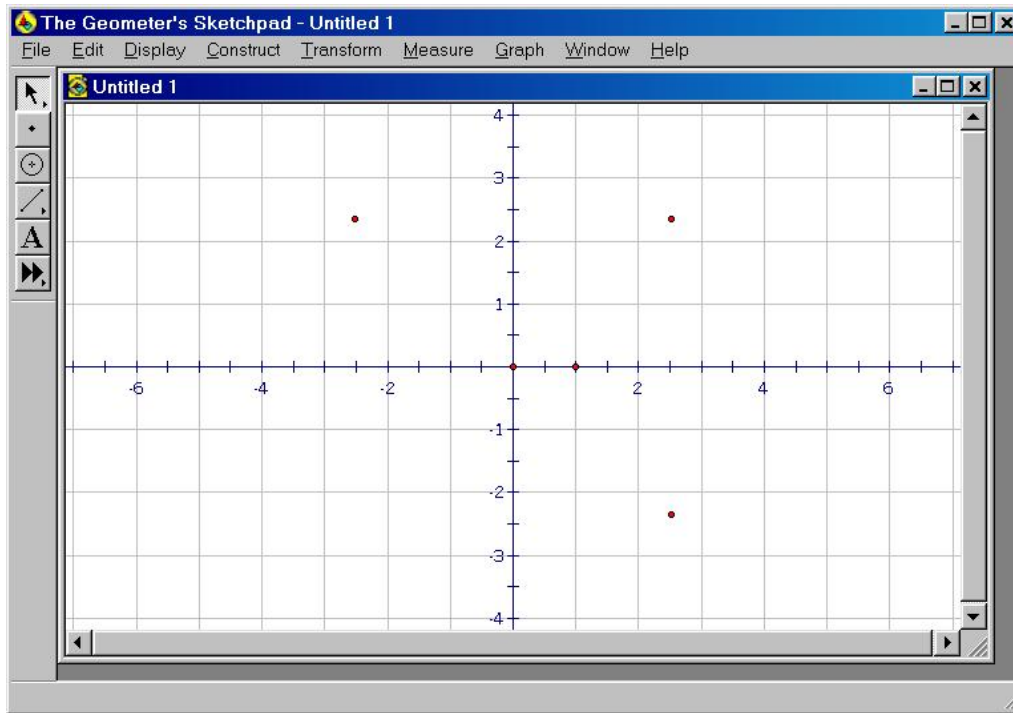 The Geometer's Sketchpad - Untitled 1
File Edit Display Construct Transform Measure Graph Window Help
Untitled 1
A
4
3
2
1
-6 -4 -2 2 4 6
-1
-2
-3
-4